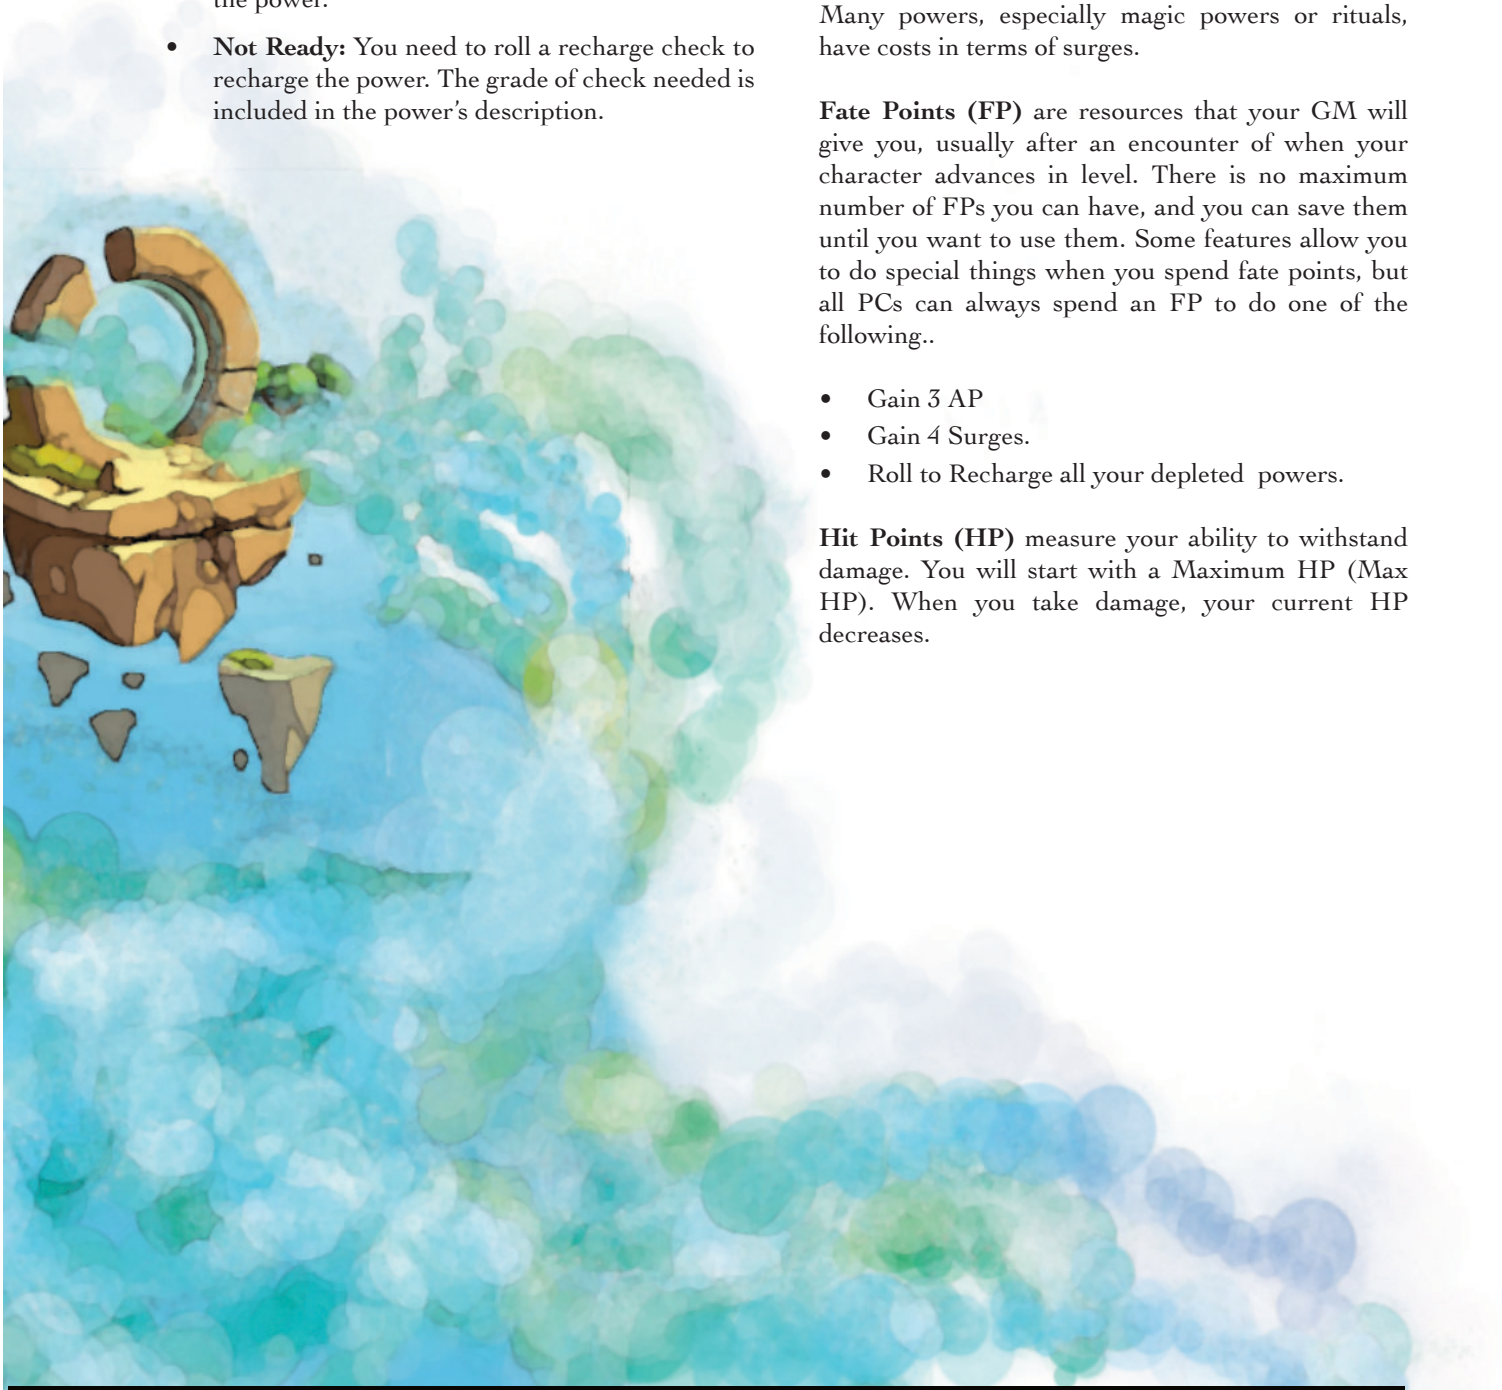 the power.
• Not Ready: You need to roll a recharge check to
recharge the power. The grade of check needed is
included in the power's description.
Many powers, especially magic powers or rituals,
have costs in terms of surges.
Fate Points (FP) are resources that your GM will
give you, usually after an encounter of when your
character advances in level. There is no maximum
number of FPs you can have, and you can save them
until you want to use them. Some features allow you
to do special things when you spend fate points, but
all PCs can always spend an FP to do one of the
following..
• Gain 3 AP
• Gain 4 Surges.
• Roll to Recharge all your depleted powers.
Hit Points (HP) measure your ability to withstand
damage. You will start with a Maximum HP (Max
HP). When you take damage, your current HP
decreases.